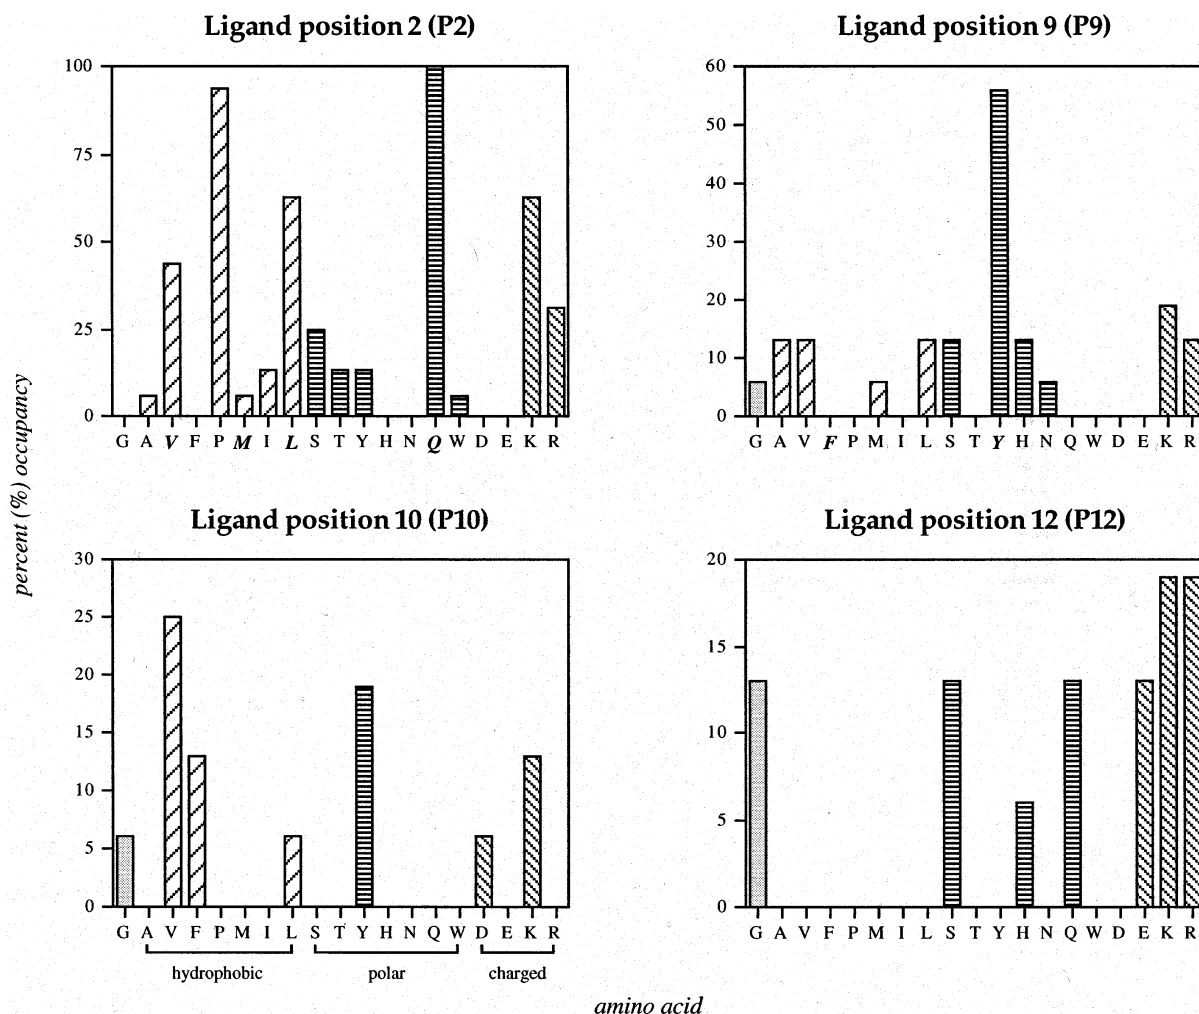 Ligand position 2 (P2)
100
75
50
25
0
G A V F P M I L S T Y H N Q W D E K R
Ligand position 9 (P9)
60
50
40
30
20
10
0
G A V F P M I L S T Y H N Q W D E K R
percent (%) occupancy
Ligand position 10 (P10)
30
25
20
15
10
5
0
G A V F P M I L S T Y H N Q W D E K R
hydrophobic polar charged
Ligand position 12 (P12)
20
15
10
5
0
G A V F P M I L S T Y H N Q W D E K R
amino acid